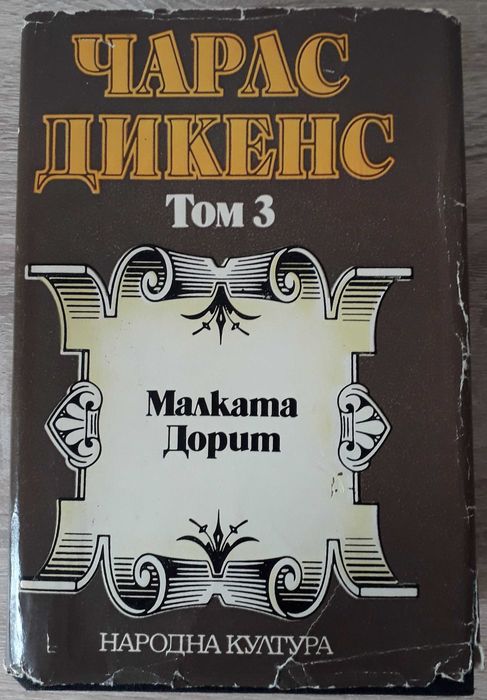 ЧАРЛС
ДИКЕНС
Том 3
Малката
Дорит
НАРОДНА КУЛТУРА